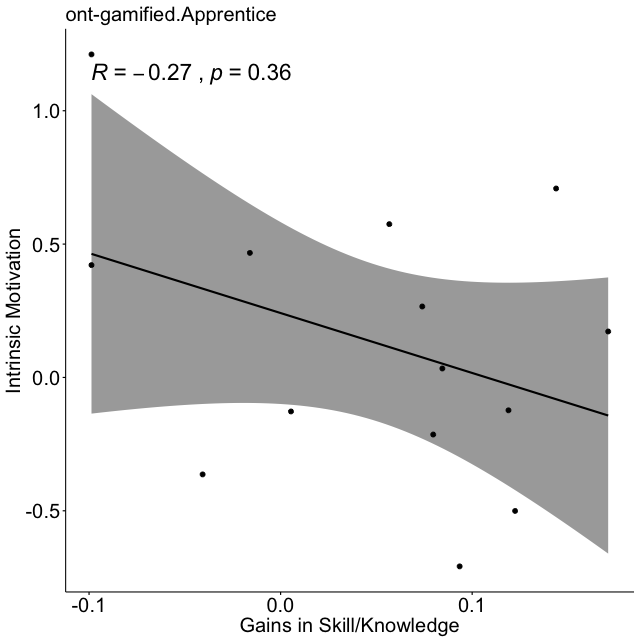 ont-gamified.Apprentice
R = −0.27 , p = 0.36
1.0
0.5
0.0
-0.5
Intrinsic Motivation
-0.1 0.0 0.1
Gains in Skill/Knowledge